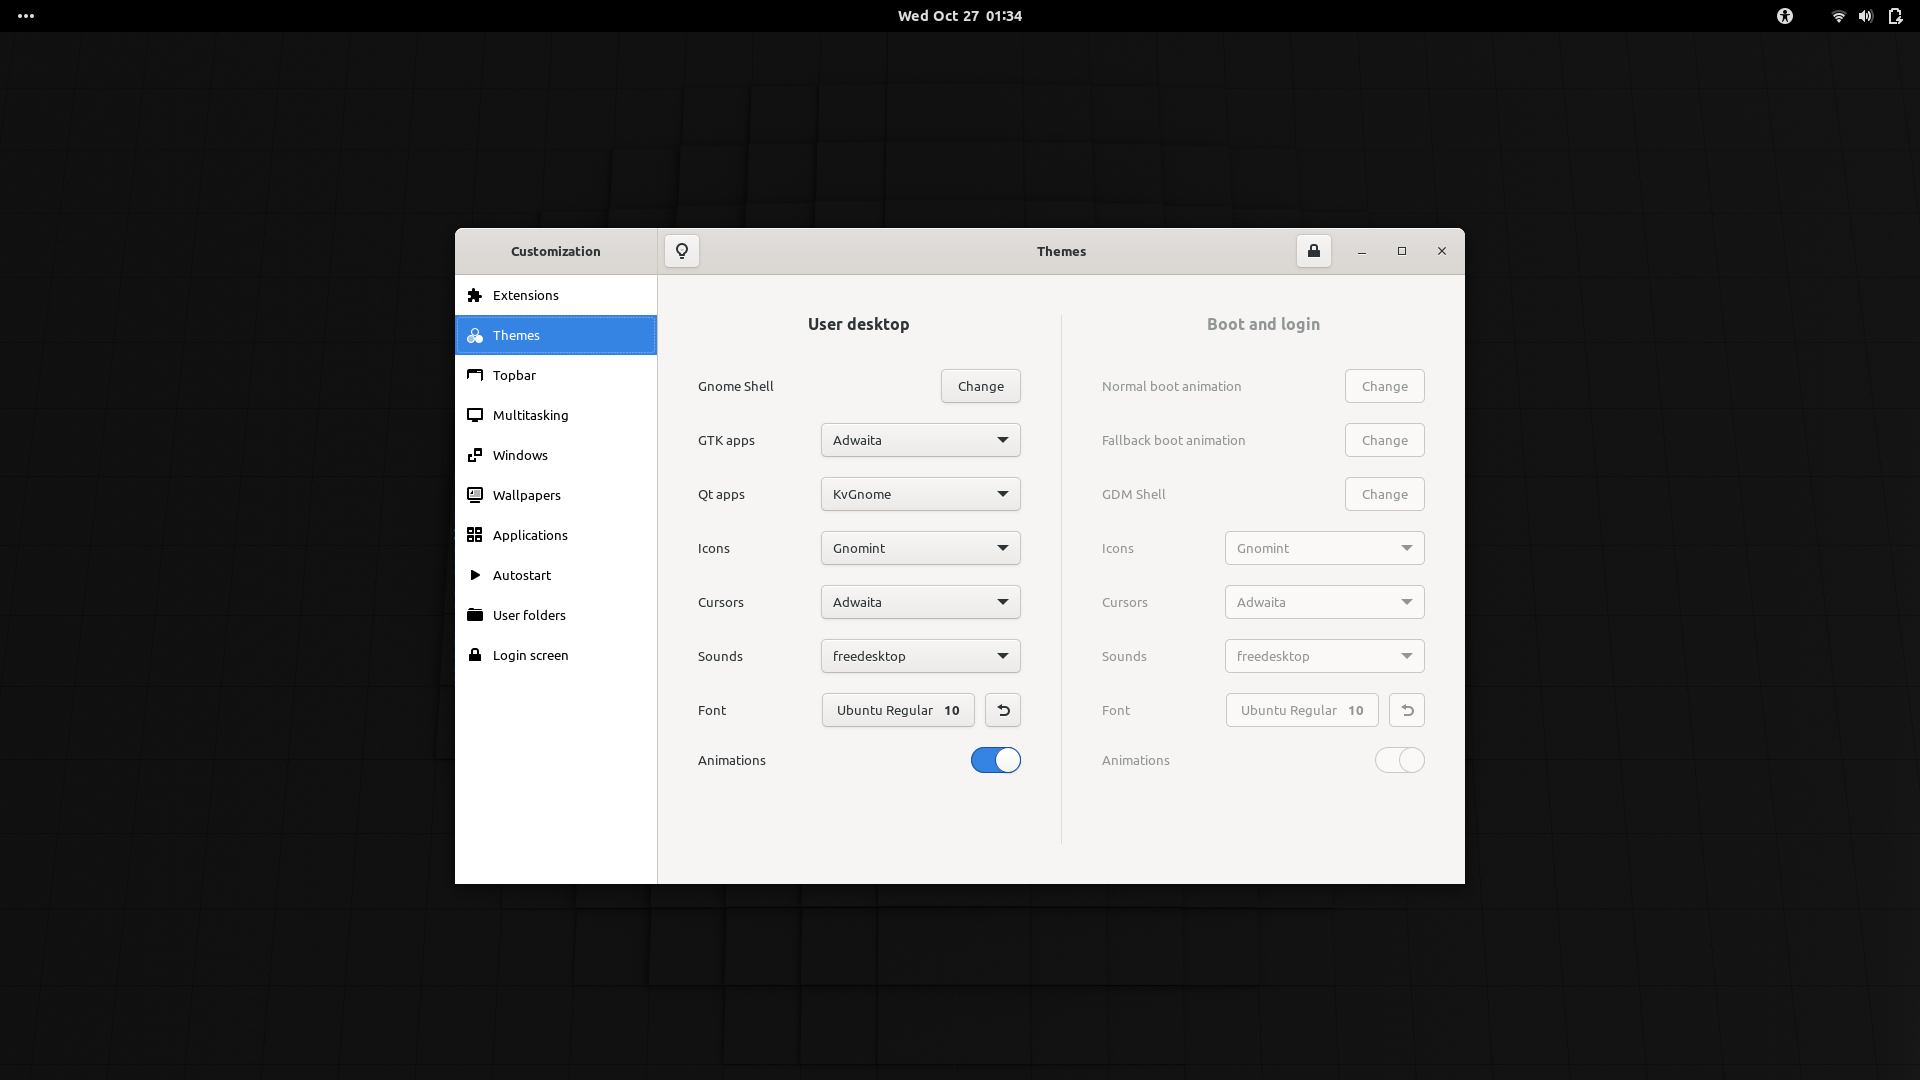 Wed Oct 27 01:34
Customization
Themes
Extensions
Themes
Topbar
Multitasking
Windows
Wallpapers
Applications
Autostart
User folders
Login screen
User desktop
Gnome Shell Change
GTK apps Adwaita
Qt apps KvGnome
Icons Gnomint
Cursors Adwaita
Sounds freedesktop
Font Ubuntu Regular 10
Animations
Boot and login
Normal boot animation Change
Fallback boot animation Change
GDM Shell Change
Icons Gnomint
Cursors Adwaita
Sounds freedesktop
Font Ubuntu Regular 10
Animations